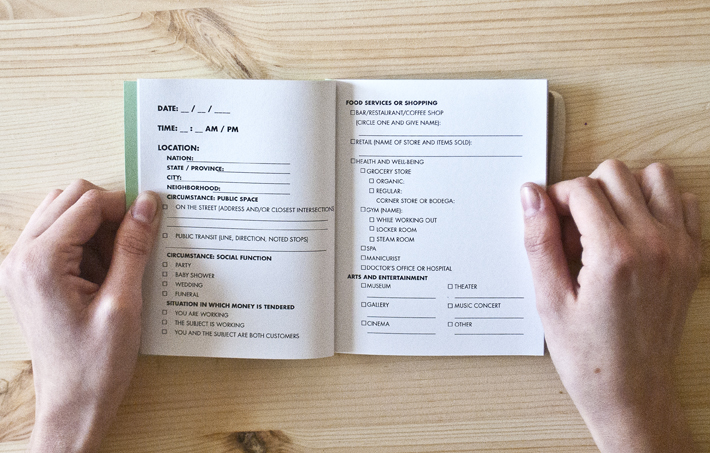 DATE: __ / __ / ____
TIME: __ : __ AM / PM
LOCATION:
NATION:
STATE / PROVINCE:
CITY:
NEIGHBORHOOD:
CIRCUMSTANCE: PUBLIC SPACE
☐ ON THE STREET (ADDRESS AND/OR CLOSEST INTERSECTION)
☐ PUBLIC TRANSIT (LINE, DIRECTION, NOTED STOPS)
CIRCUMSTANCE: SOCIAL FUNCTION
☐ PARTY
☐ BABY SHOWER
☐ WEDDING
☐ FUNERAL
SITUATION IN WHICH MONEY IS TENDERED
☐ YOU ARE WORKING
☐ THE SUBJECT IS WORKING
☐ YOU AND THE SUBJECT ARE BOTH CUSTOMERS
FOOD SERVICES OR SHOPPING
☐ BAR/RESTAURANT/COFFEE SHOP
(CIRCLE ONE AND GIVE NAME):
☐ RETAIL (NAME OF STORE AND ITEMS SOLD):
☐ HEALTH AND WELL-BEING
☐ GROCERY STORE
☐ ORGANIC:
☐ REGULAR:
CORNER STORE OR BODEGA:
☐ GYM (NAME):
☐ WHILE WORKING OUT
☐ LOCKER ROOM
☐ STEAM ROOM
☐ SPA
☐ MANICURIST
☐ DOCTOR'S OFFICE OR HOSPITAL
ARTS AND ENTERTAINMENT
☐ MUSEUM ☐ THEATER
☐ GALLERY ☐ MUSIC CONCERT
☐ CINEMA ☐ OTHER